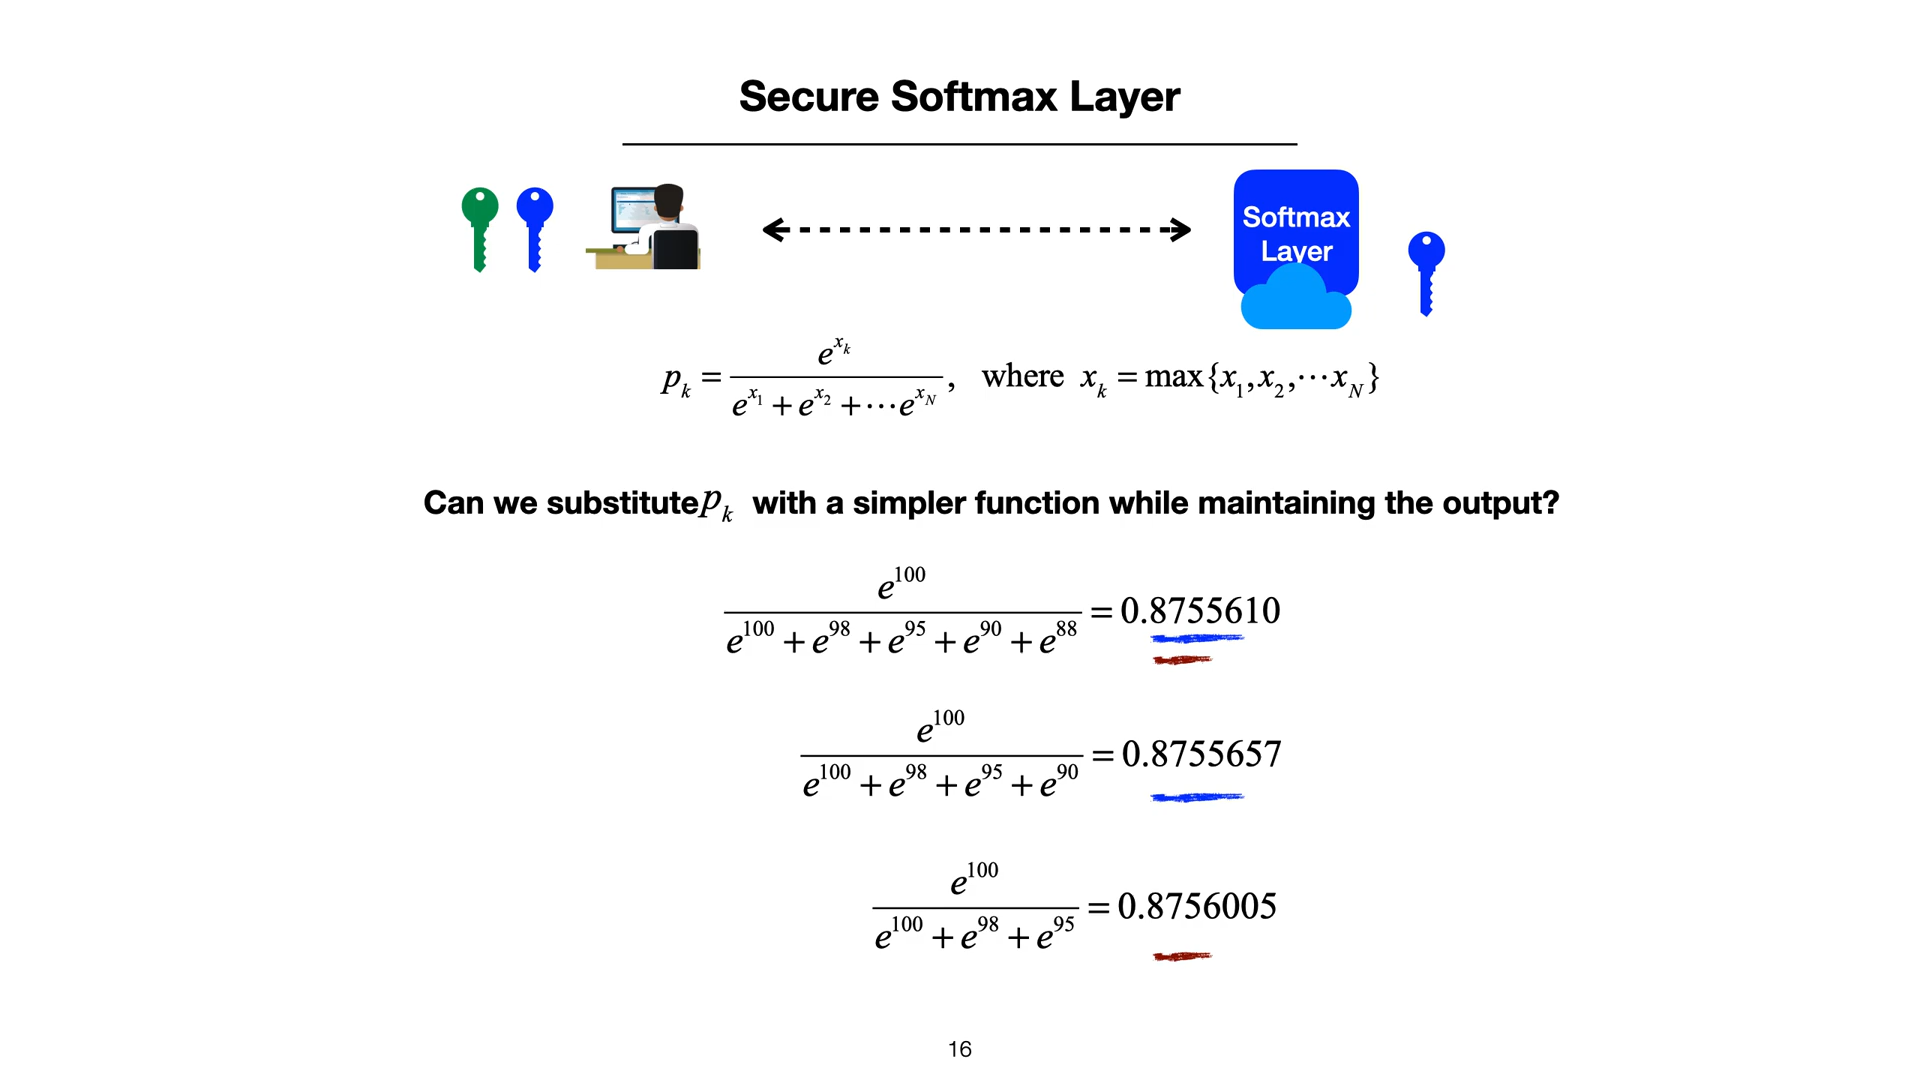 Secure Softmax Layer
Softmax
Layer
p_k = e^{x_k} / (e^{x_1} + e^{x_2} + ⋯e^{x_N}), where x_k = max{x_1,x_2,⋯x_N}
Can we substitute p_k with a simpler function while maintaining the output?
e^{100} / (e^{100} + e^{98} + e^{95} + e^{90} + e^{88}) = 0.8755610
e^{100} / (e^{100} + e^{98} + e^{95} + e^{90}) = 0.8755657
e^{100} / (e^{100} + e^{98} + e^{95}) = 0.8756005
16